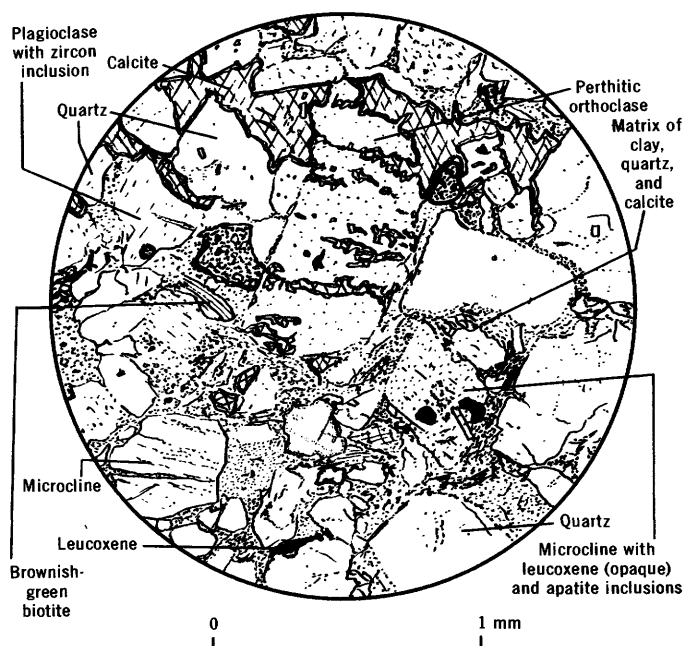 Plagioclase
with zircon
inclusion
Calcite
Quartz
Perthitic
orthoclase
Matrix of
clay,
quartz,
and
calcite
Microcline
Leucoxene
Brownish-
green
biotite
Quartz
Microcline with
leucoxene (opaque)
and apatite inclusions
0
1 mm